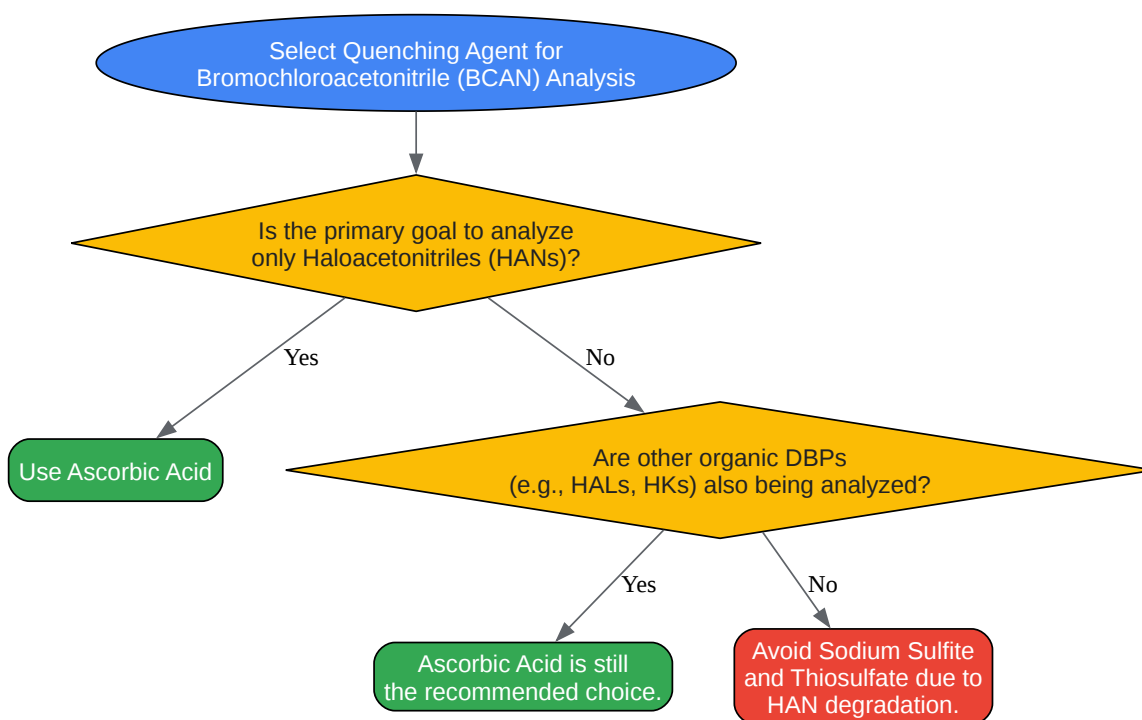 Select Quenching Agent for
Bromochloroacetonitrile (BCAN) Analysis
Is the primary goal to analyze
only Haloacetonitriles (HANs)?
Yes
No
Use Ascorbic Acid
Are other organic DBPs
(e.g., HALs, HKs) also being analyzed?
Yes
No
Ascorbic Acid is still
the recommended choice.
Avoid Sodium Sulfite
and Thiosulfate due to
HAN degradation.